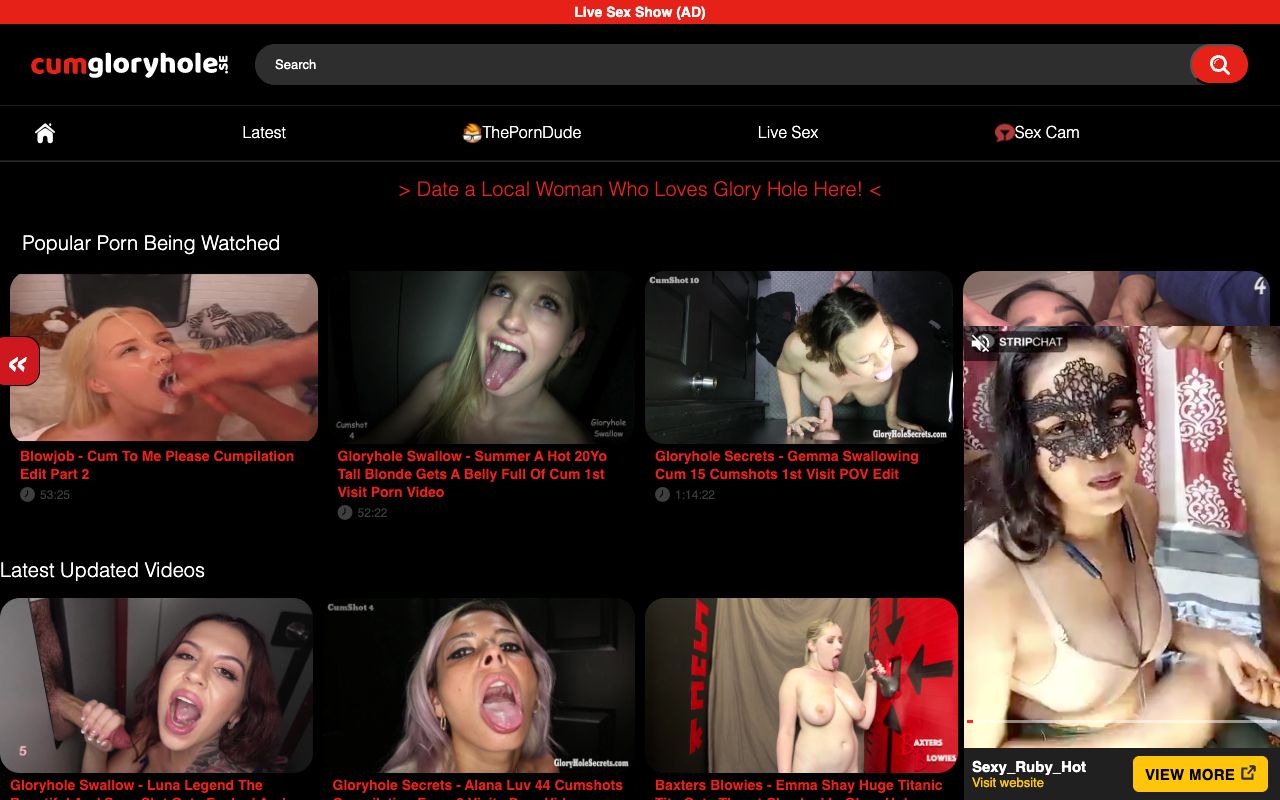 Live Sex Show (AD)
cumgloryhole.SE
Search
Latest
ThePornDude
Live Sex
Sex Cam
> Date a Local Woman Who Loves Glory Hole Here! <
Popular Porn Being Watched
Cumshot
4
Gloryhole
Swallow
CumShot 10
GloryHoleSecrets.com
4
STRIPCHAT
Blowjob - Cum To Me Please Cumpilation
Edit Part 2
53:25
Gloryhole Swallow - Summer A Hot 20Yo
Tall Blonde Gets A Belly Full Of Cum 1st
Visit Porn Video
52:22
Gloryhole Secrets - Gemma Swallowing
Cum 15 Cumshots 1st Visit POV Edit
1:14:22
Latest Updated Videos
5
CumShot 4
GloryHoleSecrets.com
AXTERS
LOWIES
Gloryhole Swallow - Luna Legend The
Gloryhole Secrets - Alana Luv 44 Cumshots
Baxters Blowies - Emma Shay Huge Titanic
Sexy_Ruby_Hot
Visit website
VIEW MORE